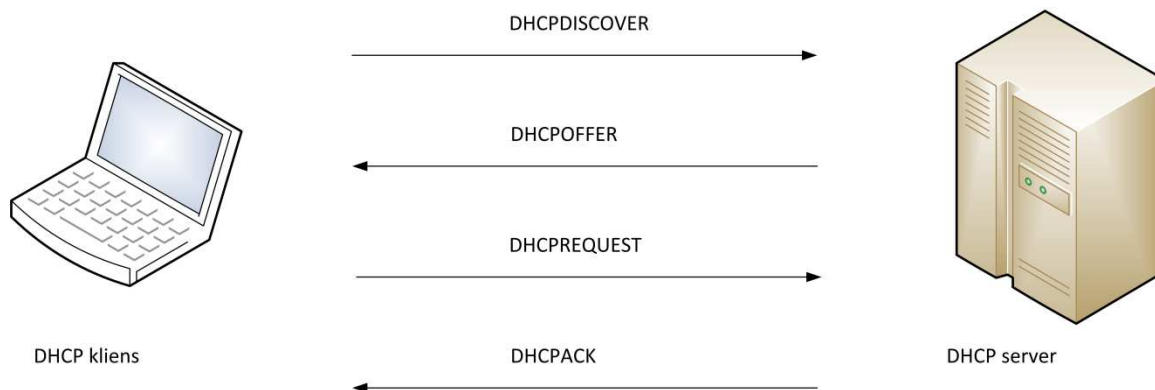 DHCPDISCOVER
DHCPOFFER
DHCPREQUEST
DHCP kliens
DHCPACK
DHCP server